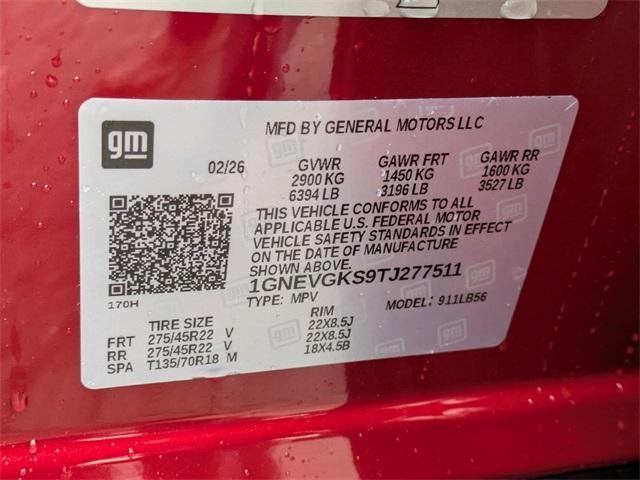 gm
MFD BY GENERAL MOTORS LLC
02/26 GVWR GAWR FRT GAWR RR
2900 KG 1450 KG 1600 KG
6394 LB 3196 LB 3527 LB
THIS VEHICLE CONFORMS TO ALL
APPLICABLE U.S. FEDERAL MOTOR
VEHICLE SAFETY STANDARDS IN EFFECT
ON THE DATE OF MANUFACTURE
SHOWN ABOVE.
1GNEVGKS9TJ277511
170H
TYPE: MPV MODEL: 911LB56
TIRE SIZE RIM
FRT 275/45R22 V 22X8.5J
RR 275/45R22 V 22X8.5J
SPA T135/70R18 M 18X4.5B